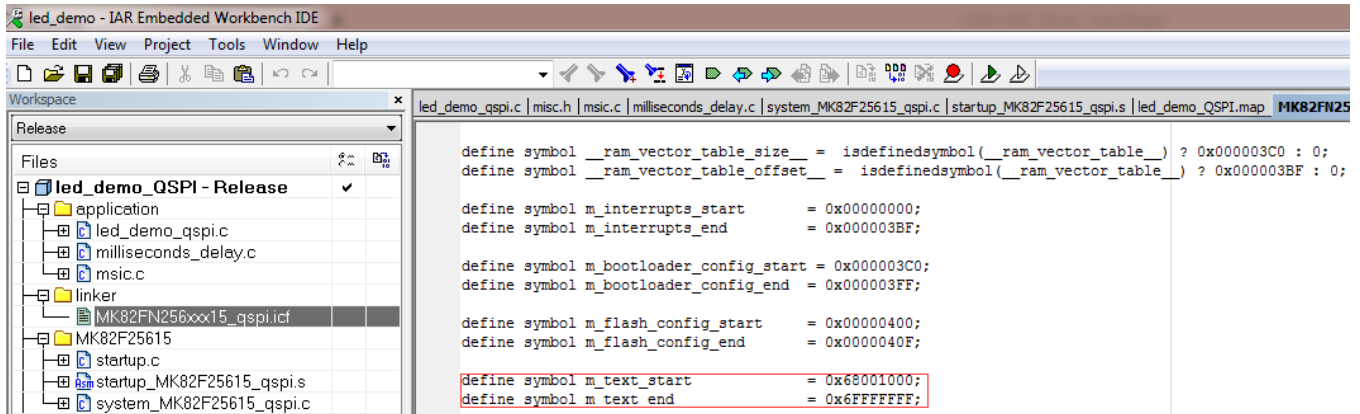 led_demo - IAR Embedded Workbench IDE
File Edit View Project Tools Window Help
Workspace
led_demo_qspi.c | misc.h | msic.c | milliseconds_delay.c | system_MK82F25615_qspi.c | startup_MK82F25615_qspi.s | led_demo_QSPI.map MK82FN25
Release
Files
led_demo_QSPI - Release
application
led_demo_qspi.c
milliseconds_delay.c
msic.c
linker
MK82FN256xxx15_qspi.icf
MK82F25615
startup.c
startup_MK82F25615_qspi.s
system_MK82F25615_qspi.c
define symbol __ram_vector_table_size__ = isdefinedsymbol(__ram_vector_table__) ? 0x000003C0 : 0;
define symbol __ram_vector_table_offset__ = isdefinedsymbol(__ram_vector_table__) ? 0x000003BF : 0;
define symbol m_interrupts_start = 0x00000000;
define symbol m_interrupts_end = 0x000003BF;
define symbol m_bootloader_config_start = 0x000003C0;
define symbol m_bootloader_config_end = 0x000003FF;
define symbol m_flash_config_start = 0x00000400;
define symbol m_flash_config_end = 0x0000040F;
define symbol m_text_start = 0x68001000;
define symbol m_text_end = 0x6FFFFFFF;